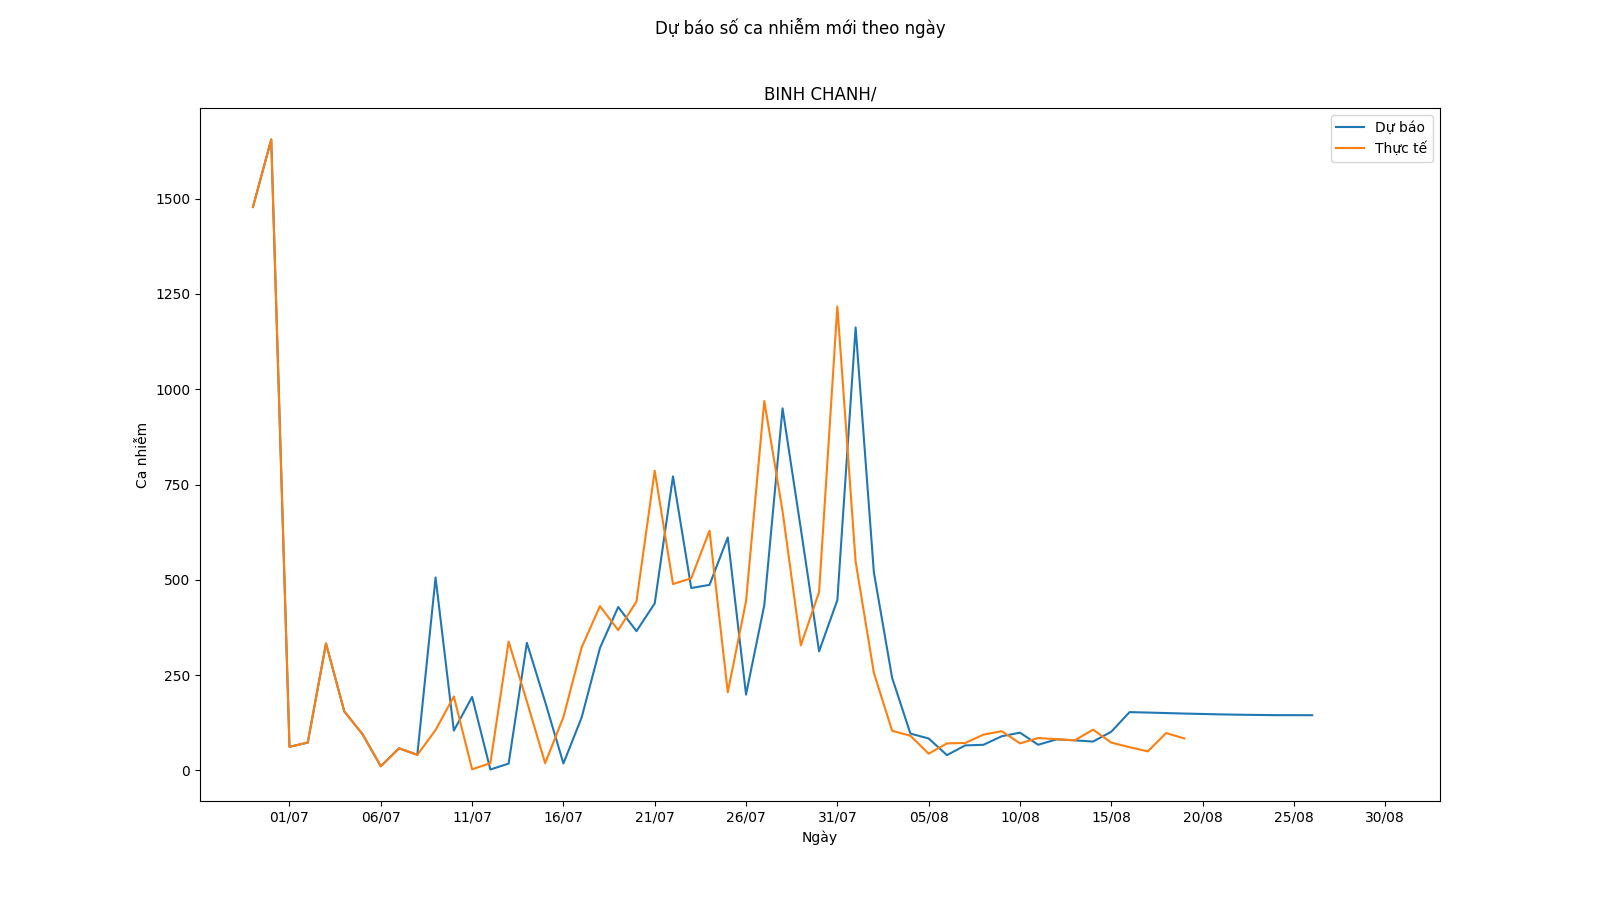 Dự báo số ca nhiễm mới theo ngày
BINH CHANH/
Dự báo
Thực tế
1500
1250
1000
750
500
250
0
Ca nhiễm
01/07 06/07 11/07 16/07 21/07 26/07 31/07 05/08 10/08 15/08 20/08 25/08 30/08
Ngày